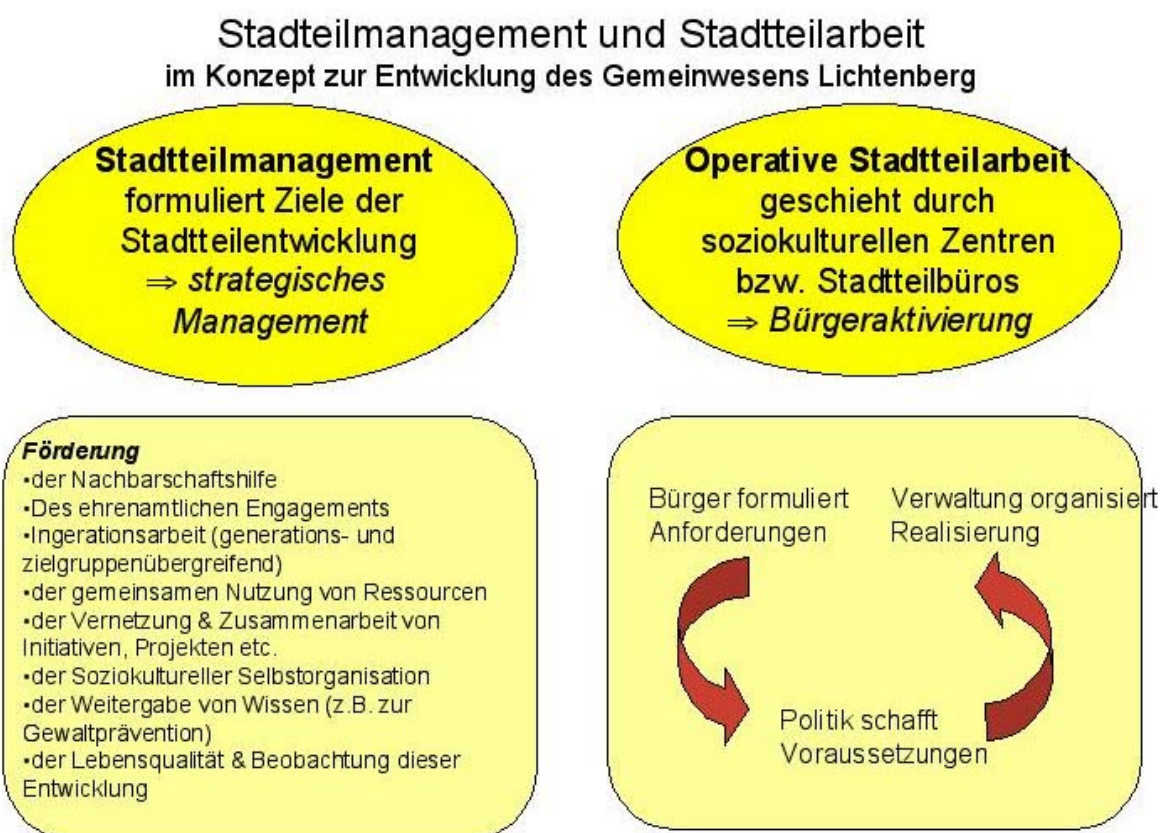 Stadteilmanagement und Stadtteilarbeit
im Konzept zur Entwicklung des Gemeinwesens Lichtenberg
Stadtteilmanagement
formuliert Ziele der
Stadtteilentwicklung
⇒ strategisches
Management
Operative Stadtteilarbeit
geschieht durch
soziokulturellen Zentren
bzw. Stadtteilbüros
⇒ Bürgeraktivierung
Förderung
•der Nachbarschaftshilfe
•Des ehrenamtlichen Engagements
•Ingerationsarbeit (generations- und
zielgruppenübergreifend)
•der gemeinsamen Nutzung von Ressourcen
•der Vernetzung & Zusammenarbeit von
Initiativen, Projekten etc.
•der Soziokultureller Selbstorganisation
•der Weitergabe von Wissen (z.B. zur
Gewaltprävention)
•der Lebensqualität & Beobachtung dieser
Entwicklung
Bürger formuliert
Anforderungen
Verwaltung organisiert
Realisierung
Politik schafft
Voraussetzungen